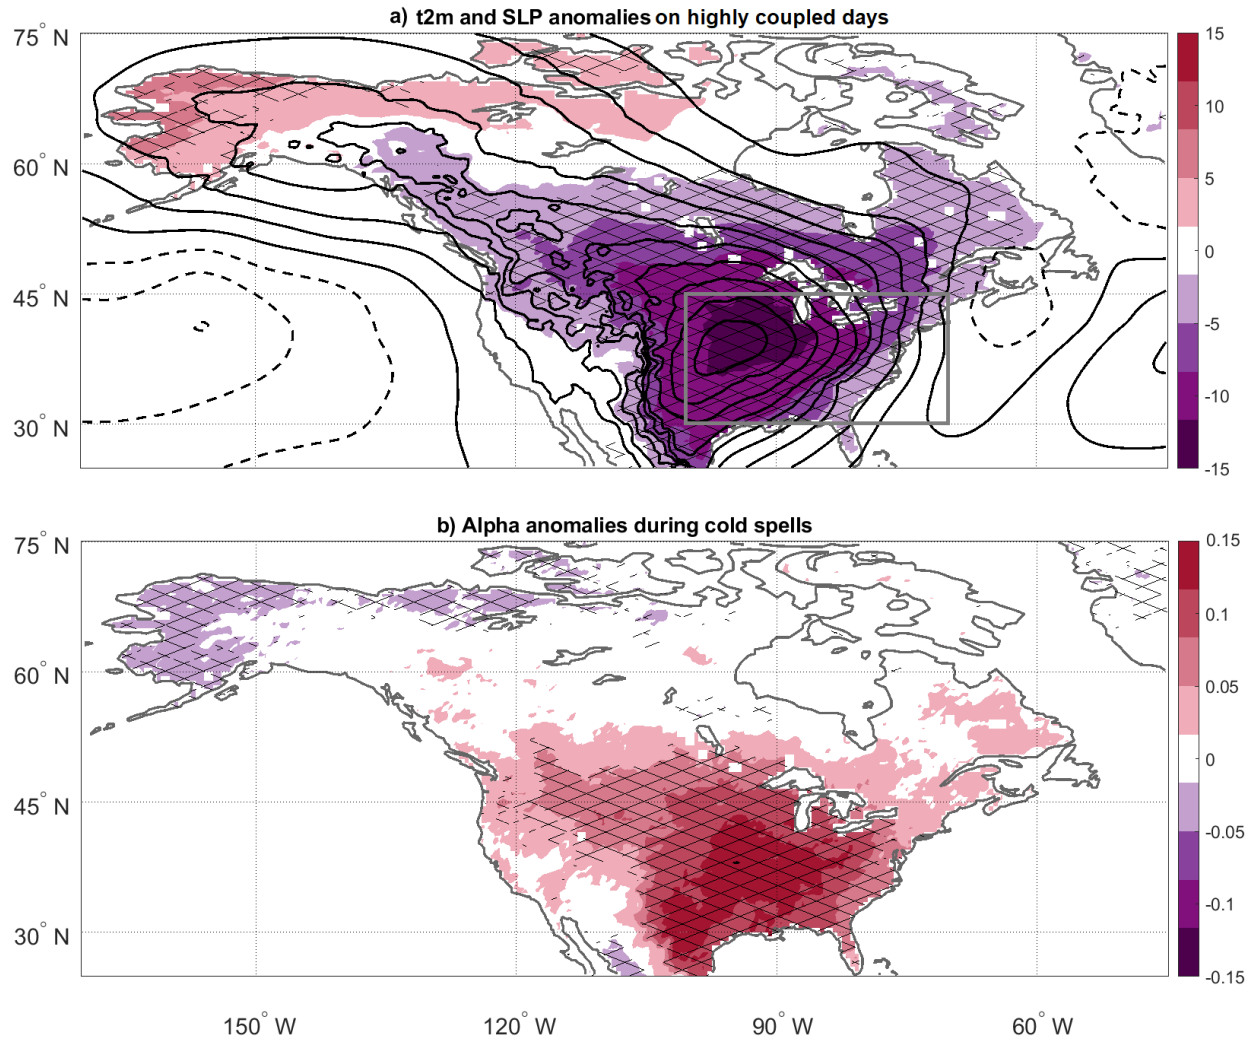 a) t2m and SLP anomalies on highly coupled days
75° N
60° N
45° N
30° N
15
10
5
0
-5
-10
-15
b) Alpha anomalies during cold spells
75° N
60° N
45° N
30° N
0.15
0.1
0.05
0
-0.05
-0.1
-0.15
150° W
120° W
90° W
60° W